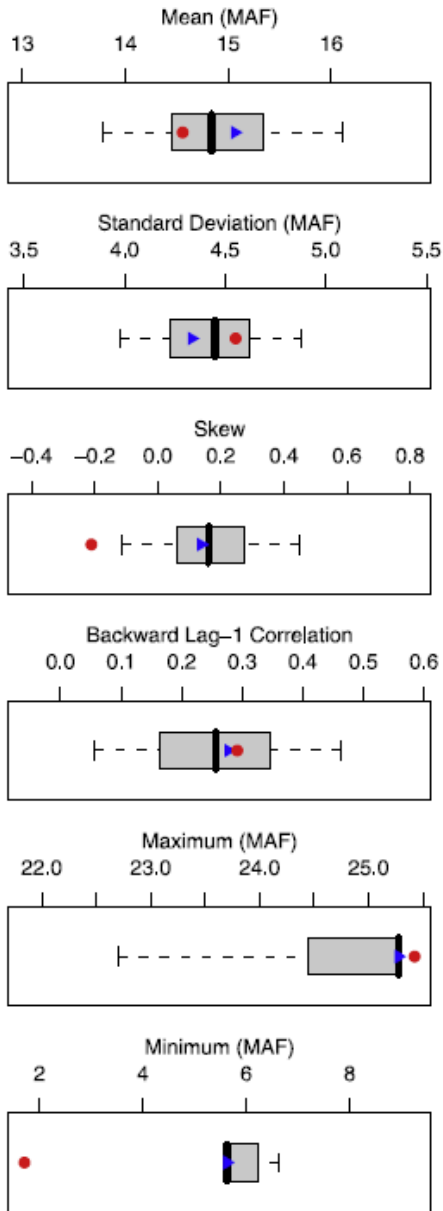 Mean (MAF)
13 14 15 16
Standard Deviation (MAF)
3.5 4.0 4.5 5.0 5.5
Skew
−0.4 −0.2 0.0 0.2 0.4 0.6 0.8
Backward Lag−1 Correlation
0.0 0.1 0.2 0.3 0.4 0.5 0.6
Maximum (MAF)
22.0 23.0 24.0 25.0
Minimum (MAF)
2 4 6 8